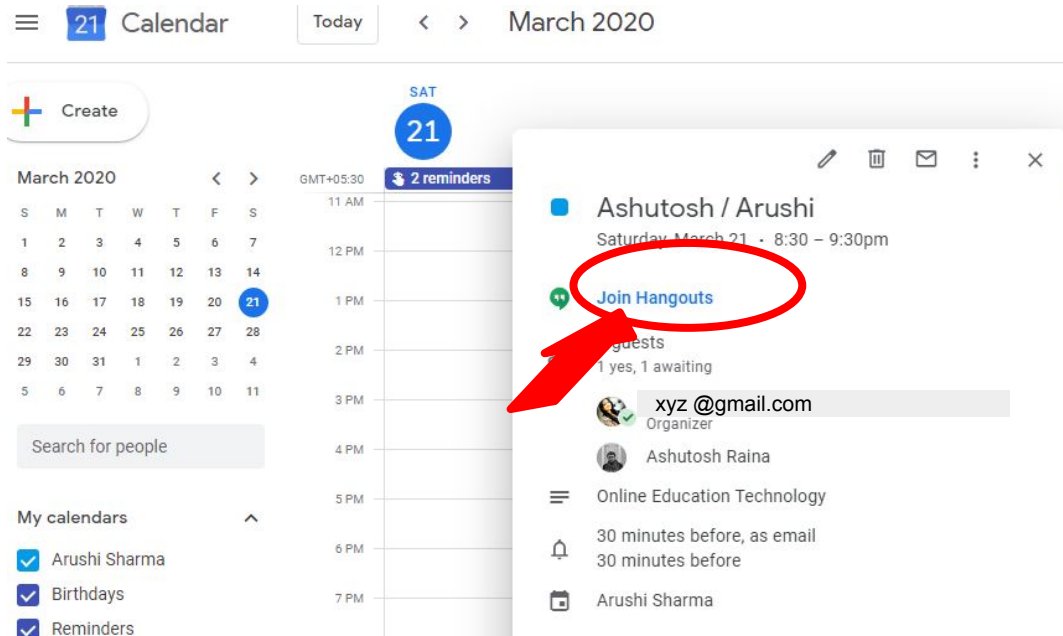 21 Calendar Today < > March 2020
Create
SAT
21
March 2020 < >
GMT+05:30
2 reminders
S M T W T F S
1 2 3 4 5 6 7
8 9 10 11 12 13 14
15 16 17 18 19 20 21
22 23 24 25 26 27 28
29 30 31 1 2 3 4
5 6 7 8 9 10 11
Search for people
My calendars
Arushi Sharma
Birthdays
Reminders
11 AM
12 PM
1 PM
2 PM
3 PM
4 PM
5 PM
6 PM
7 PM
Ashutosh / Arushi
Saturday, March 21 · 8:30 – 9:30pm
Join Hangouts
guests
1 yes, 1 awaiting
xyz @gmail.com
Organizer
Ashutosh Raina
Online Education Technology
30 minutes before, as email
30 minutes before
Arushi Sharma